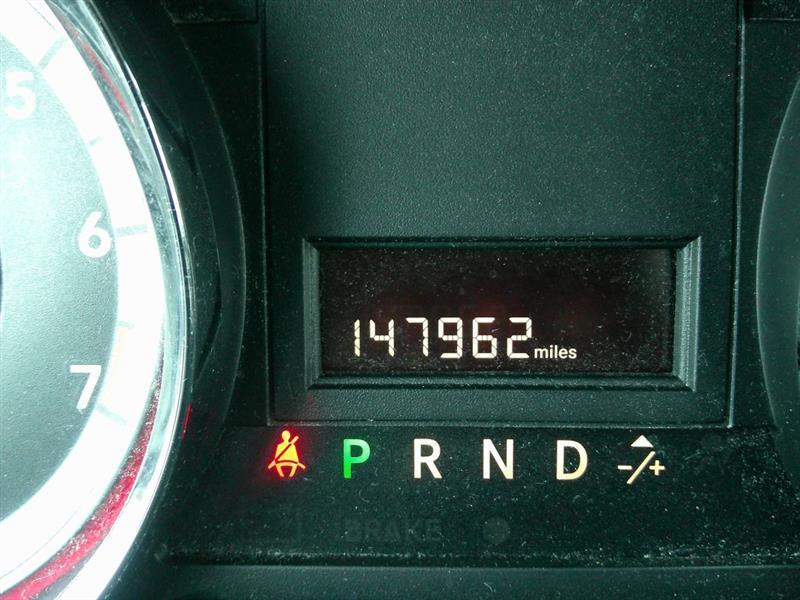 5
6
7
147962 miles
P R N D -/+
BRAKE